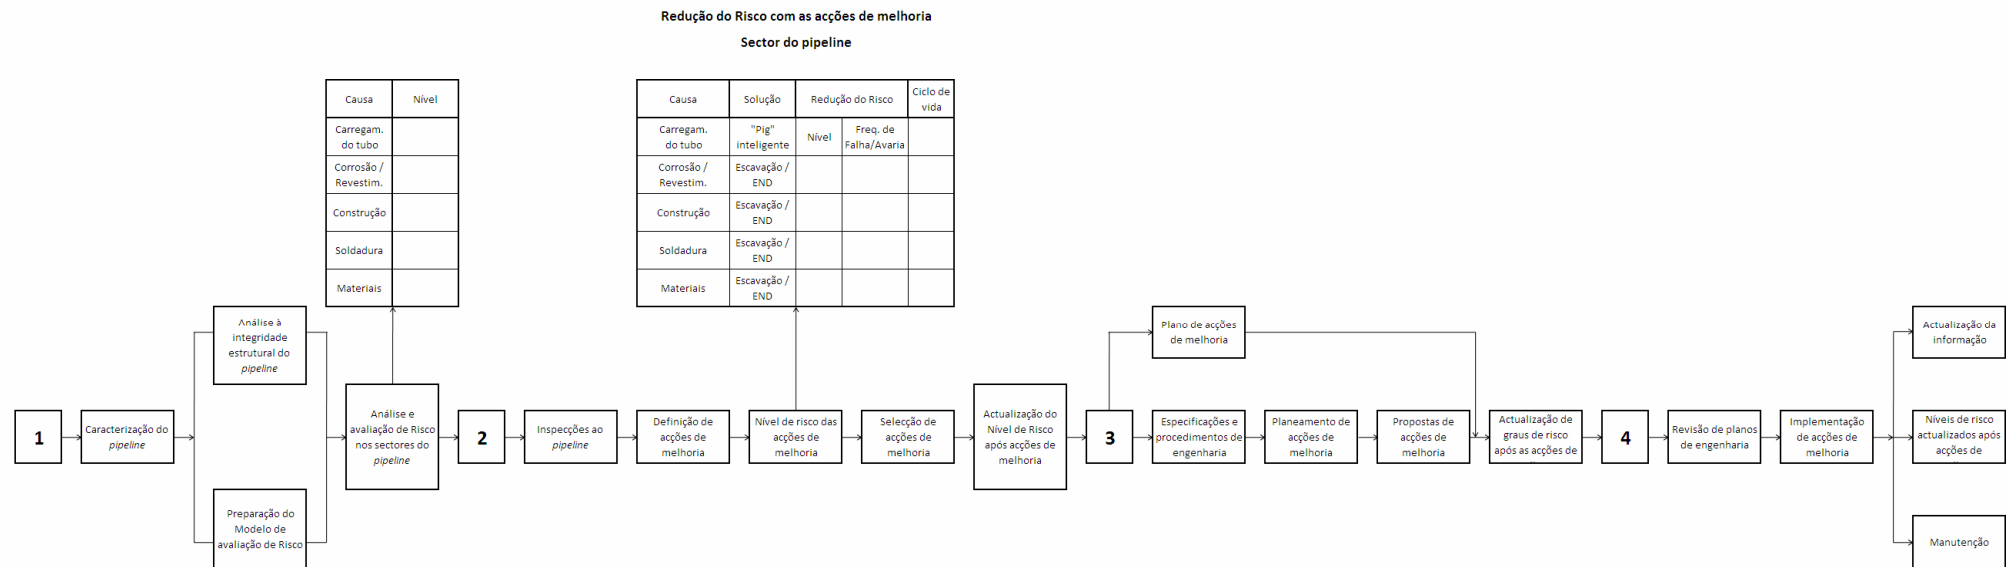 Redução do Risco com as acções de melhoria
Sector do pipeline
Causa
Nível
Carregam.
do tubo
Corrosão /
Revestim.
Construção
Soldadura
Materiais
Causa
Solução
Redução do Risco
Ciclo de
vida
Carregam.
do tubo
"Pig"
inteligente
Nível
Freq. de
Falha/Avaria
Corrosão /
Revestim.
Escavação /
END
Construção
Escavação /
END
Soldadura
Escavação /
END
Materiais
Escavação /
END
1
Caracterização do
pipeline
Análise à
integridade
estrutural do
pipeline
Preparação do
Modelo de
avaliação de Risco
Análise e
avaliação de Risco
nos sectores do
pipeline
2
Inspecções ao
pipeline
Definição de
acções de
melhoria
Nível de risco das
acções de
melhoria
Selecção de
acções de
melhoria
Actualização do
Nível de Risco
após acções de
melhoria
3
Plano de acções
de melhoria
Especificações e
procedimentos de
engenharia
Planeamento de
acções de
melhoria
Propostas de
acções de
melhoria
Actualização de
graus de risco
após as acções de
4
Revisão de planos
de engenharia
Implementação
de acções de
melhoria
Actualização da
informação
Níveis de risco
actualizados após
acções de
Manutenção